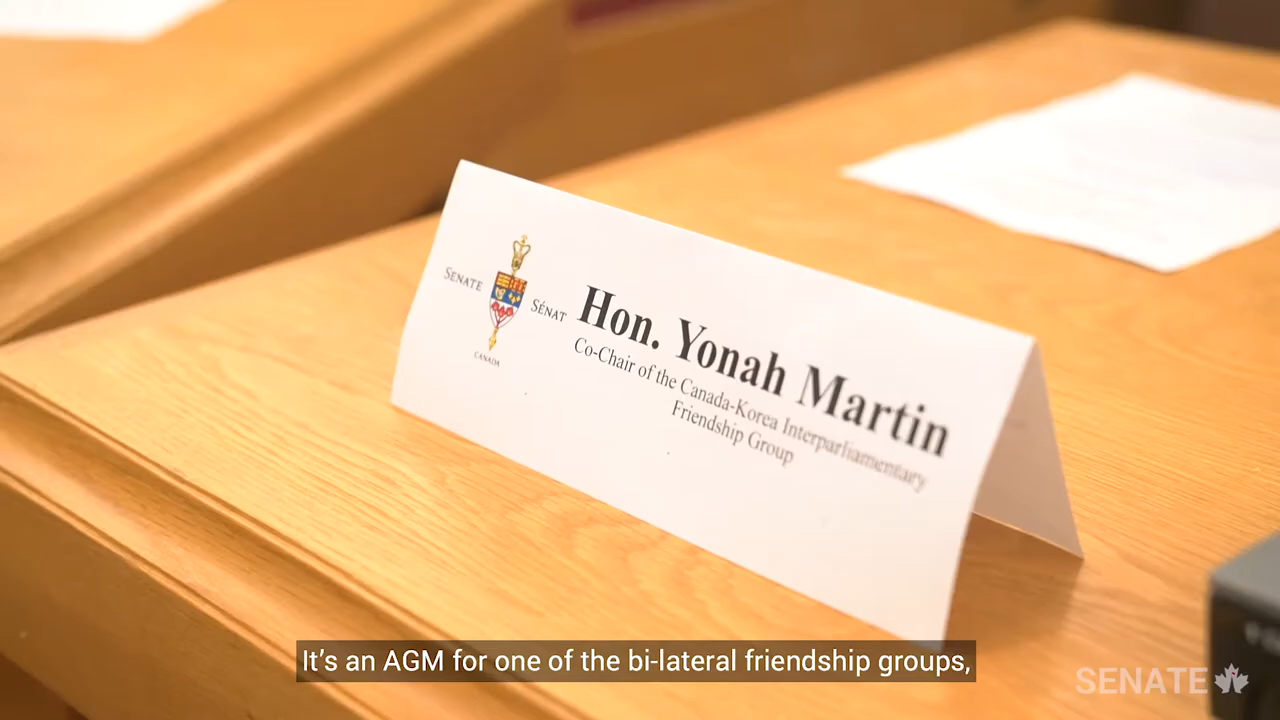 SENATE
SÉNAT
CANADA
Hon. Yonah Martin
Co-Chair of the Canada-Korea Interparliamentary
Friendship Group
It's an AGM for one of the bi-lateral friendship groups,
SENATE